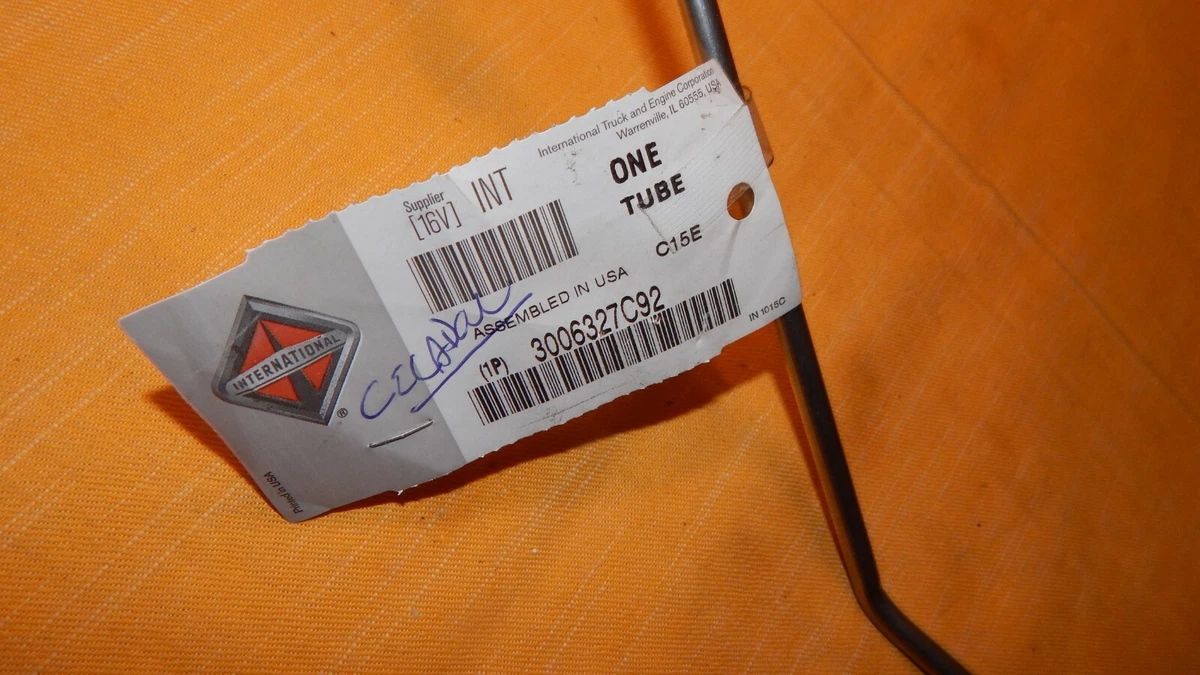 International Truck and Engine Corporation
Warrenville, IL 60555, USA
Supplier
[16V] INT
ONE
TUBE
C15E
ASSEMBLED IN USA
(1P) 3006327C92
IN 1015C
INTERNATIONAL
®
Printed in USA